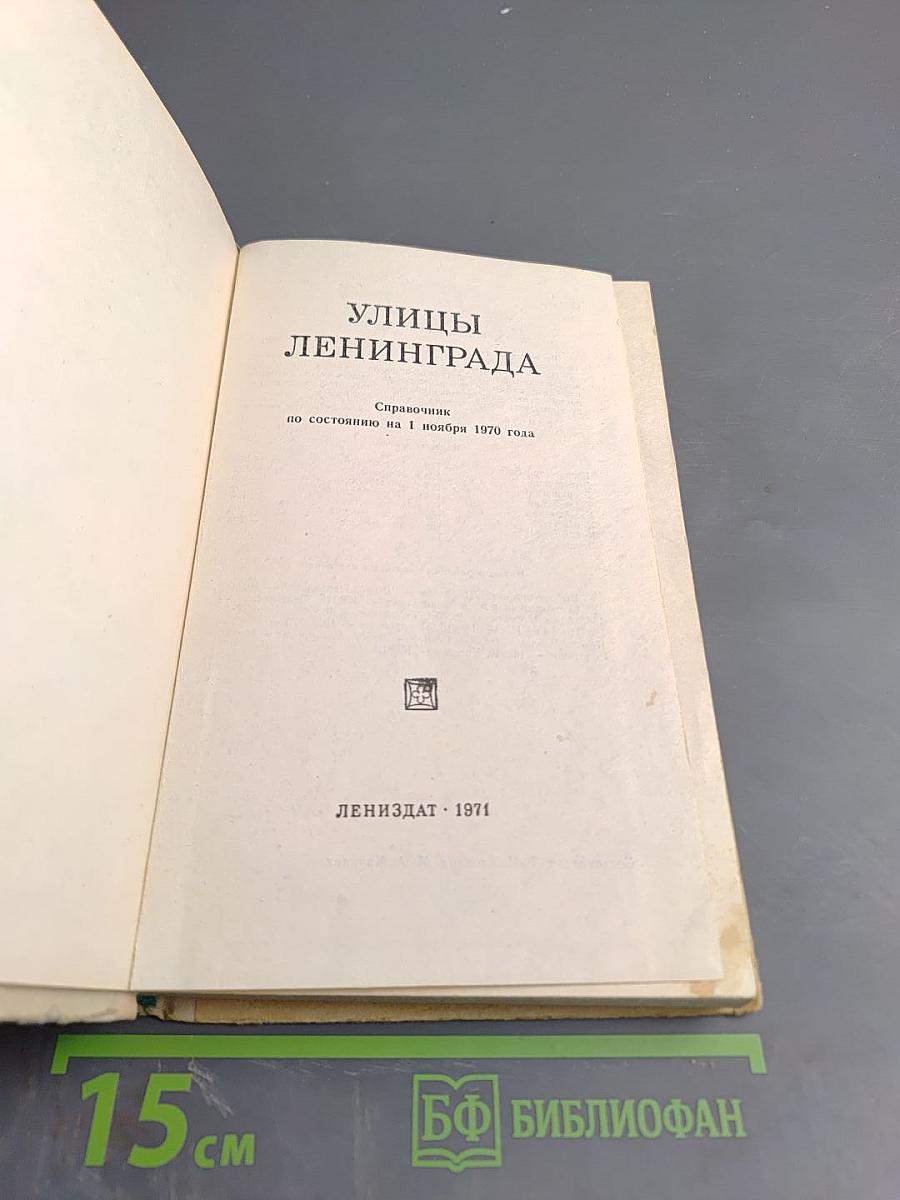 УЛИЦЫ
ЛЕНИНГРАДА
Справочник
по состоянию на 1 ноября 1970 года
ЛЕНИЗДАТ · 1971
15 см
БФ БИБЛИОФАН